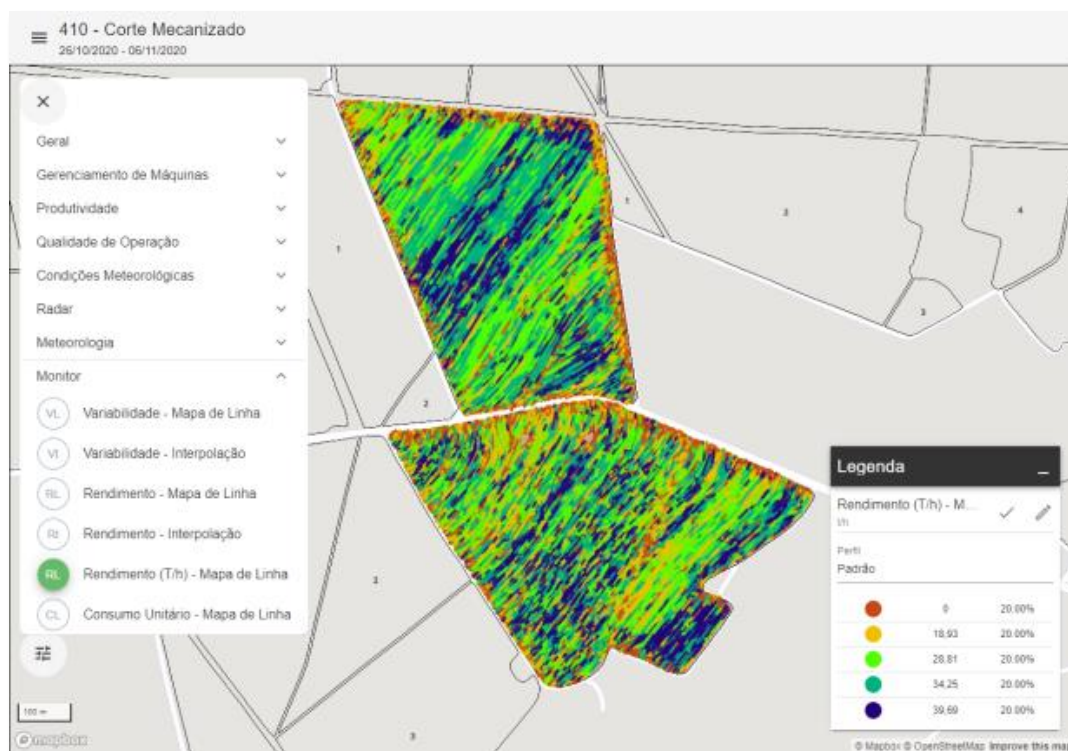 410 - Corte Mecanizado
26/10/2020 - 06/11/2020
Geral
Gerenciamento de Máquinas
Produtividade
Qualidade de Operação
Condições Meteorológicas
Radar
Meteorologia
Monitor
VL Variabilidade - Mapa de Linha
VI Variabilidade - Interpolação
RL Rendimento - Mapa de Linha
RI Rendimento - Interpolação
RL Rendimento (T/h) - Mapa de Linha
CL Consumo Unitário - Mapa de Linha
100 m
mapbox
1
3
4
3
1
2
3
3
Legenda
Rendimento (T/h) - M...
t/h
Perfil
Padrão
0 20.00%
18,93 20.00%
28,81 20.00%
34,25 20.00%
39,69 20.00%
© Mapbox © OpenStreetMap Improve this map